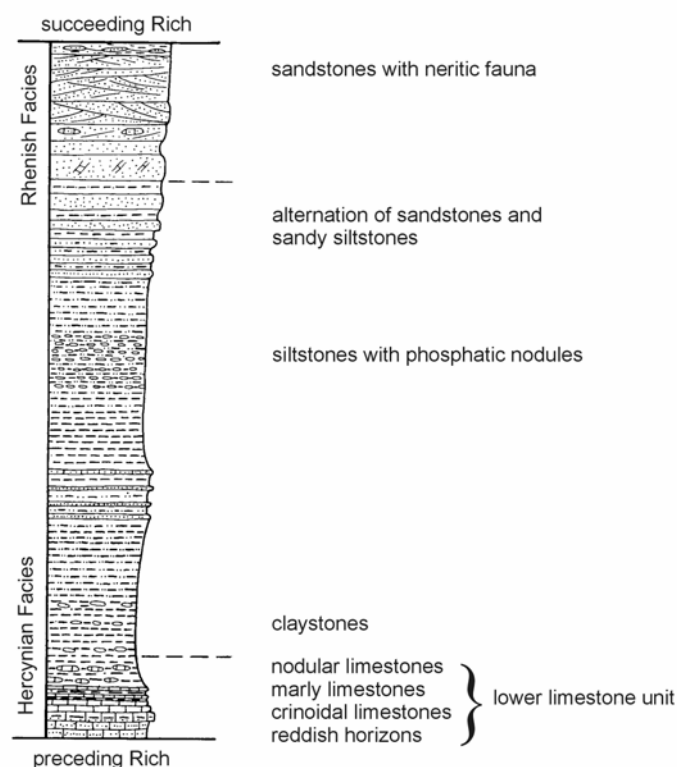 succeeding Rich
Rhenish Facies
sandstones with neritic fauna
alternation of sandstones and
sandy siltstones
siltstones with phosphatic nodules
Hercynian Facies
claystones
nodular limestones
marly limestones
crinoidal limestones
reddish horizons
lower limestone unit
preceding Rich